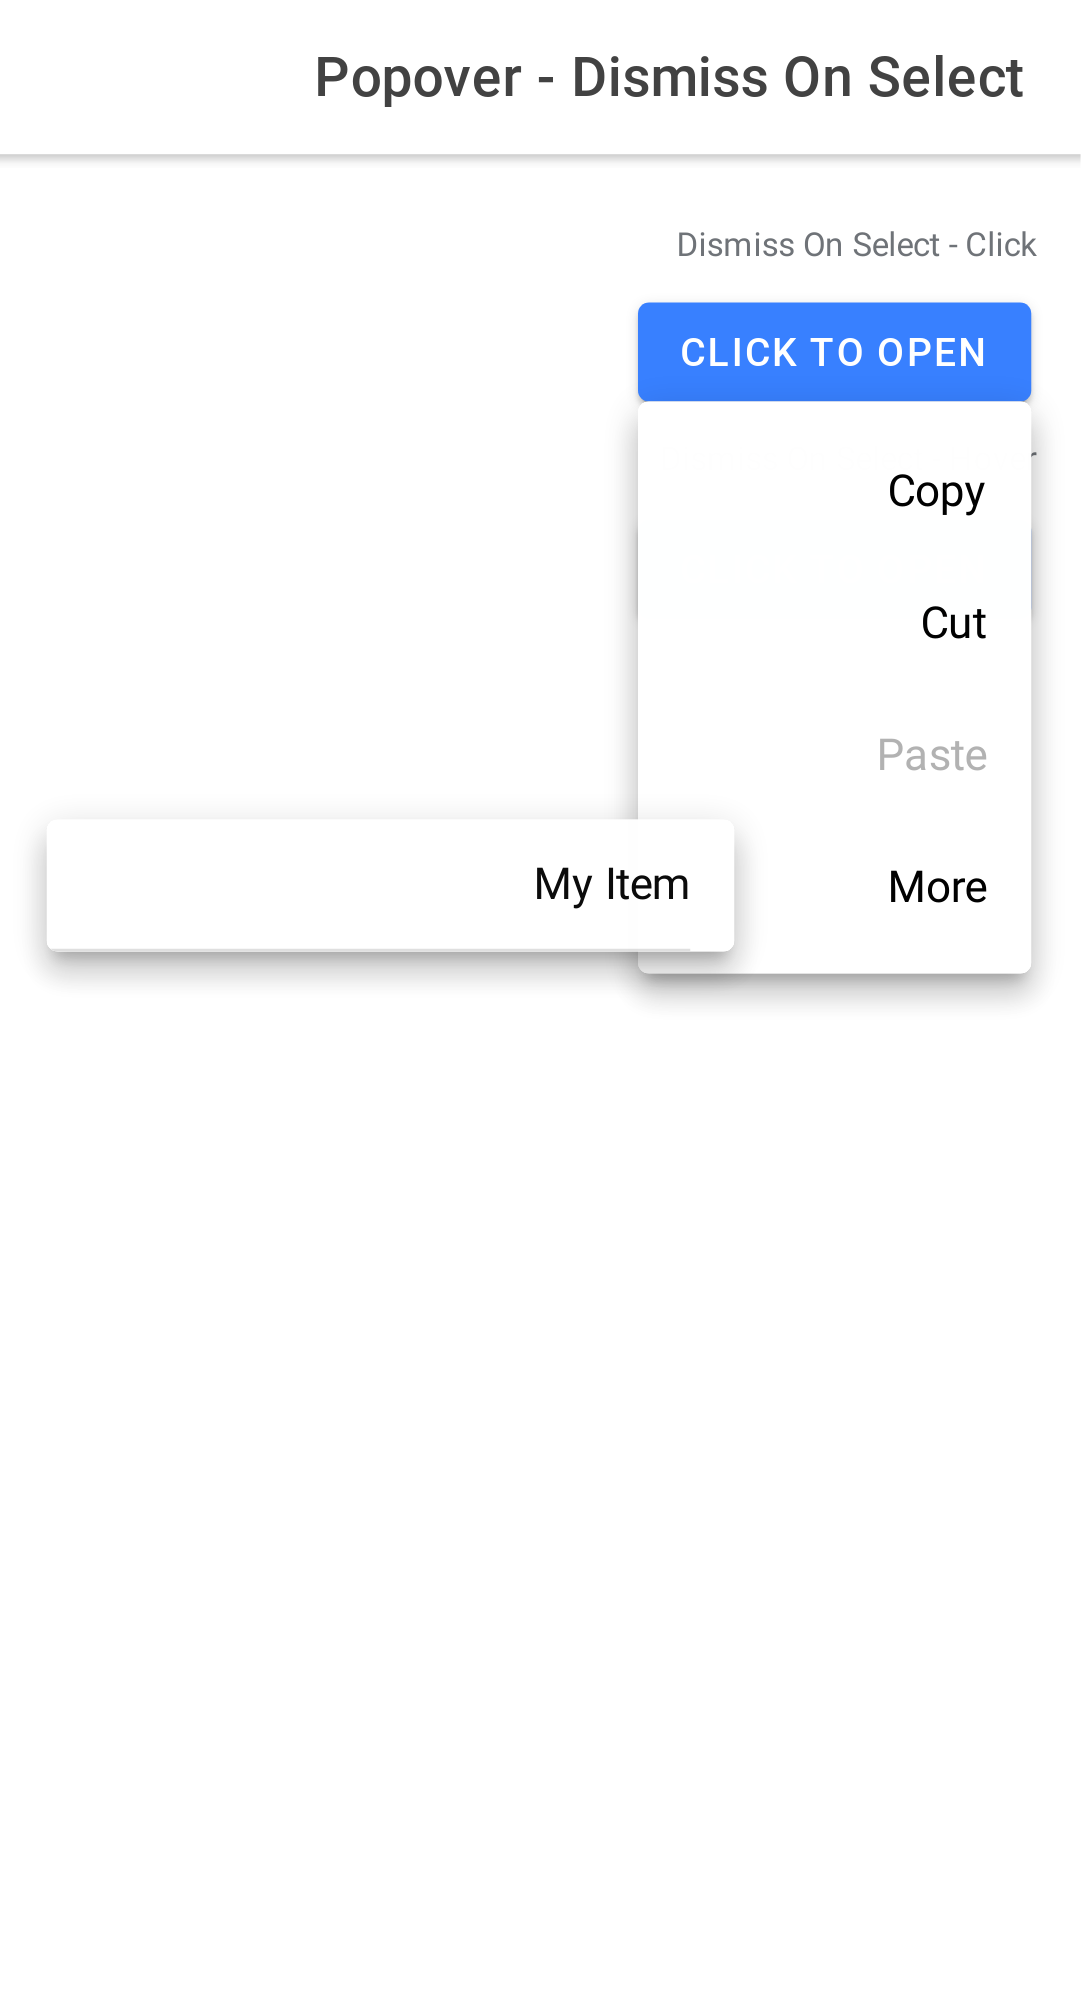 Popover - Dismiss On Select
Dismiss On Select - Click
CLICK TO OPEN
Copy
Cut
Paste
More
My Item